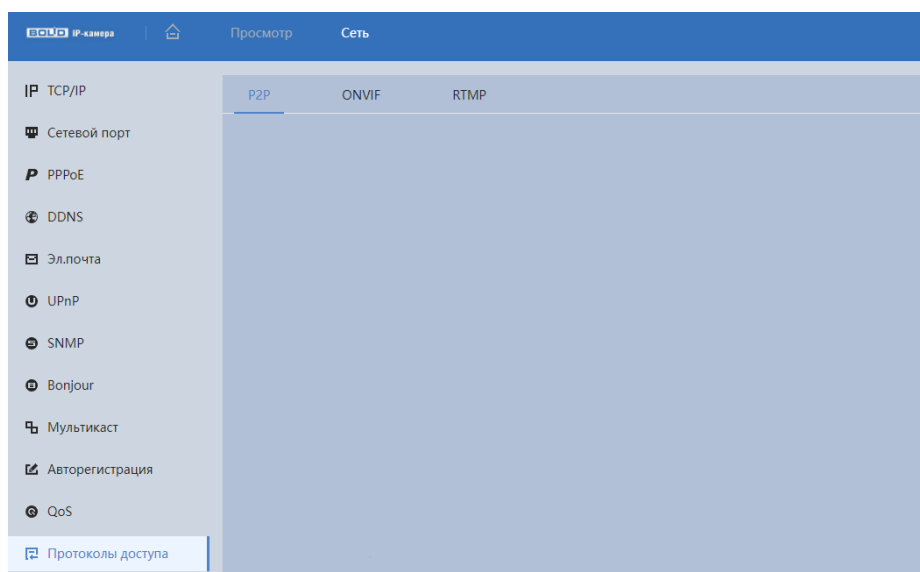 BOLID IP-камера Просмотр Сеть
IP TCP/IP
P2P ONVIF RTMP
Сетевой порт
P PPPoE
DDNS
Эл.почта
UPnP
SNMP
Bonjour
Мультикаст
Авторегистрация
QoS
Протоколы доступа